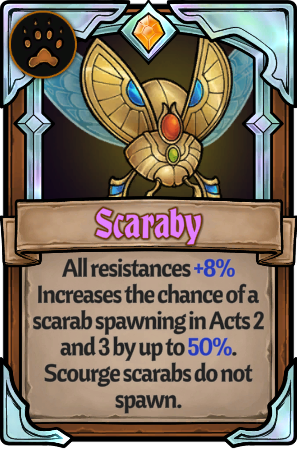 Scaraby
All resistances +8%
Increases the chance of a
scarab spawning in Acts 2
and 3 by up to 50%.
Scourge scarabs do not
spawn.